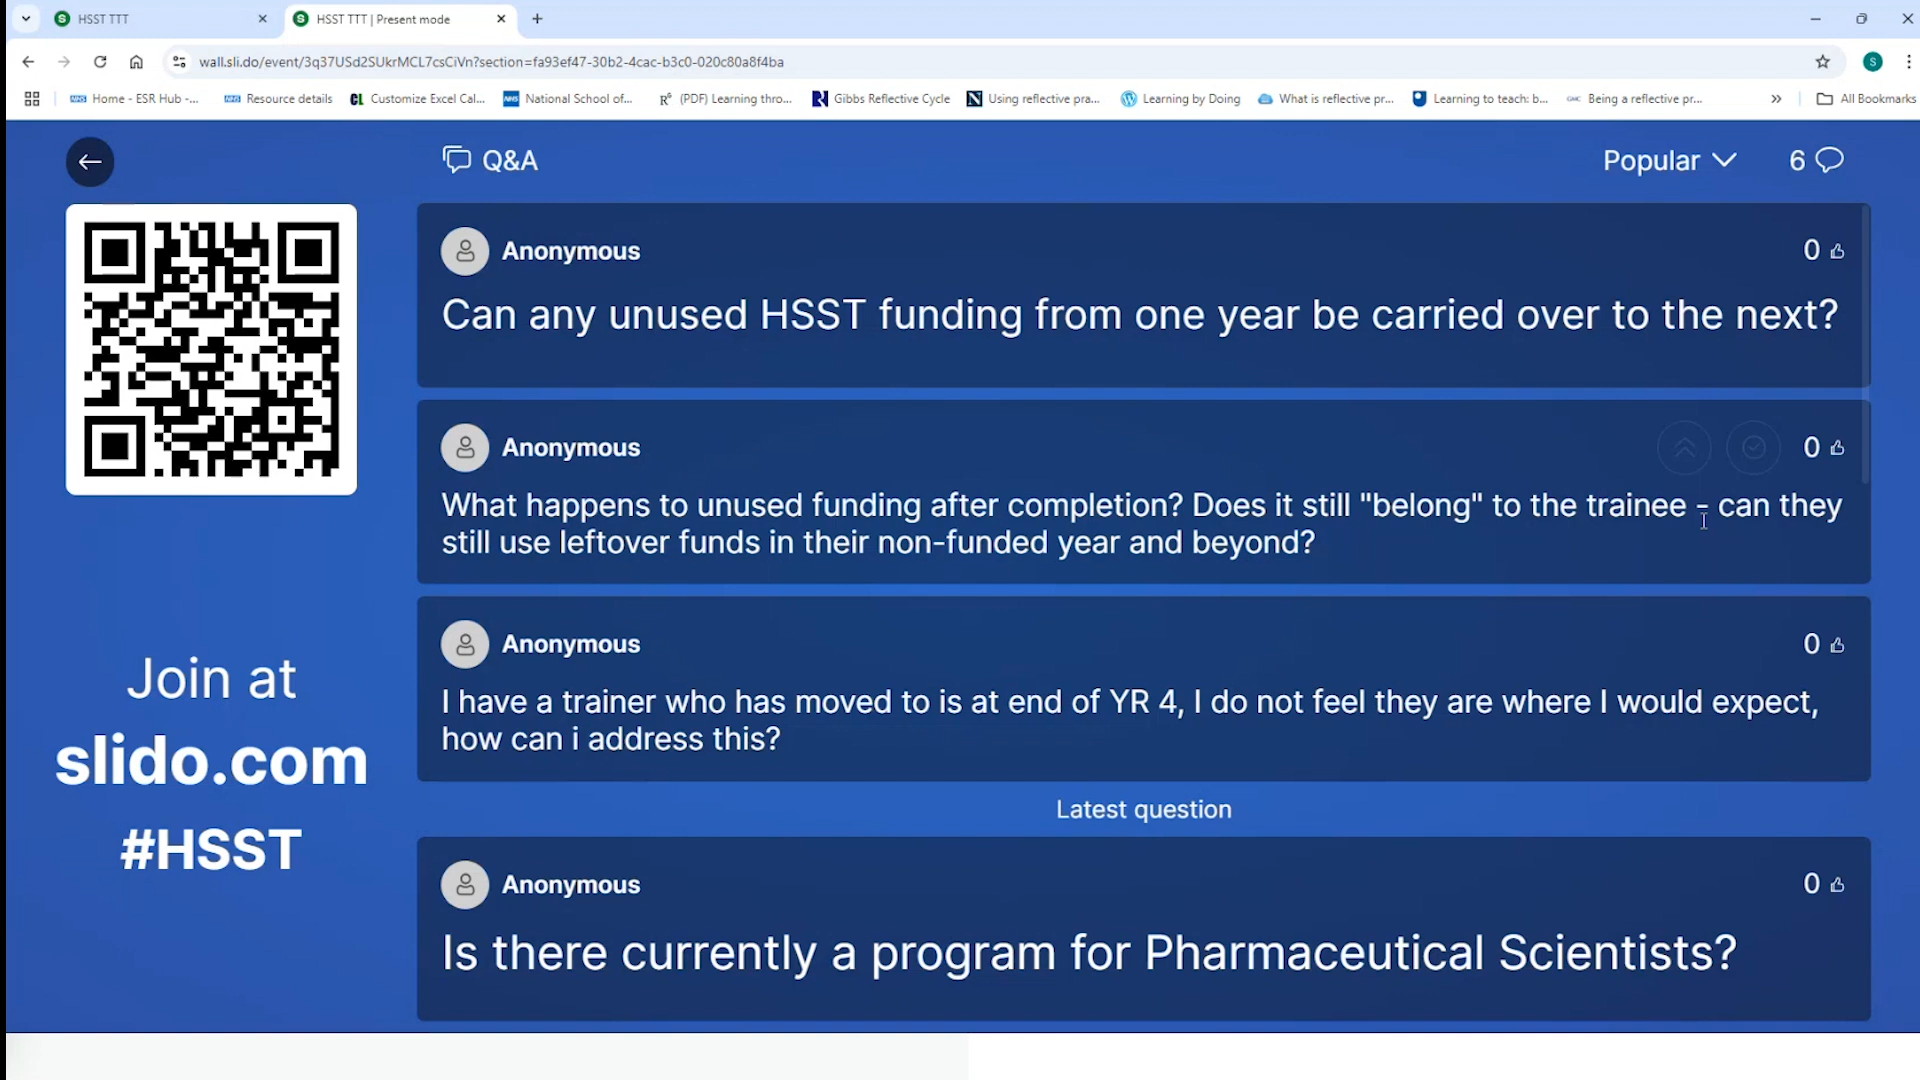 HSST TTT
HSST TTT | Present mode
wall.sli.do/event/3q37USd2SUkrMCL7csCiVn?section=fa93ef47-30b2-4cac-b3c0-020c80a8f4ba
S
Home - ESR Hub -...
Resource details
CL Customize Excel Cal...
National School of...
R⁶ (PDF) Learning thro...
Gibbs Reflective Cycle
Using reflective pra...
Learning by Doing
What is reflective pr...
Learning to teach: b...
Being a reflective pr...
All Bookmarks
Q&A
Popular
6
Anonymous
0
Can any unused HSST funding from one year be carried over to the next?
Anonymous
0
What happens to unused funding after completion? Does it still "belong" to the trainee - can they
still use leftover funds in their non-funded year and beyond?
Anonymous
0
I have a trainer who has moved to is at end of YR 4, I do not feel they are where I would expect,
how can i address this?
Latest question
Anonymous
0
Is there currently a program for Pharmaceutical Scientists?
Join at
slido.com
#HSST